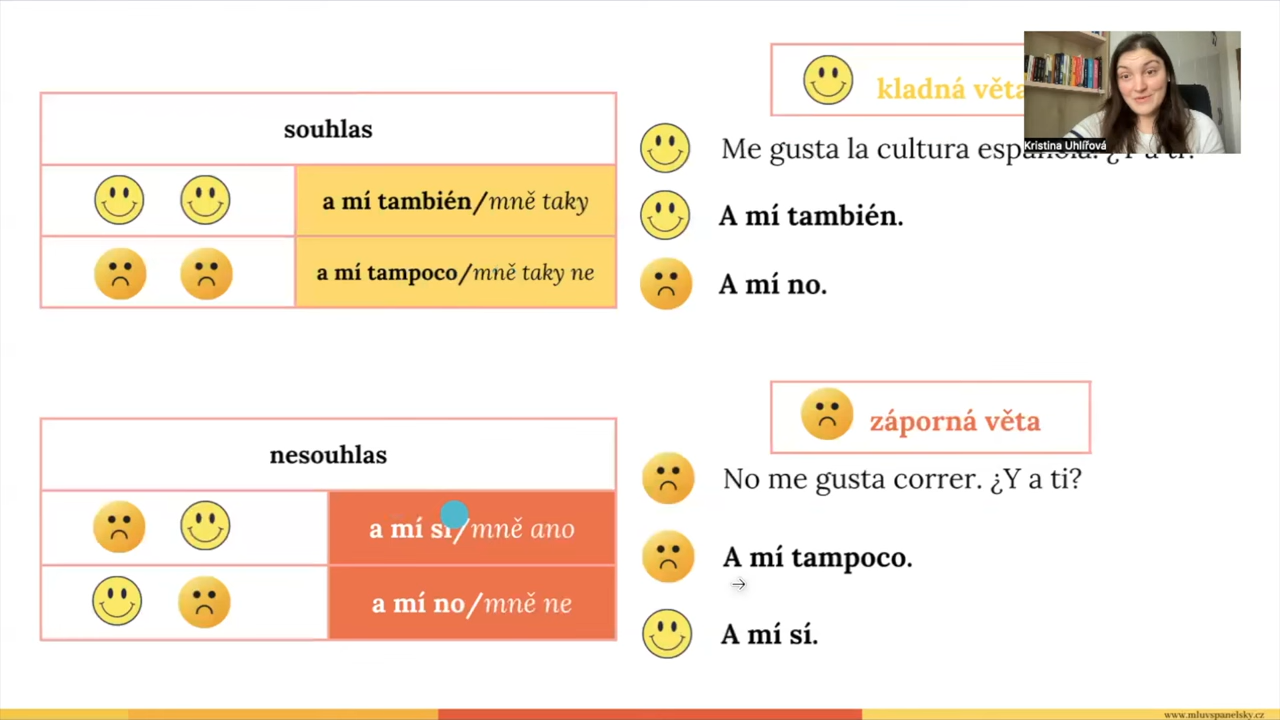 souhlas
a mí también/mně taky
a mí tampoco/mně taky ne
nesouhlas
a mí sí/mně ano
a mí no/mně ne
kladná věta
Me gusta la cultura española. ¿Y a ti?
A mí también.
A mí no.
záporná věta
No me gusta correr. ¿Y a ti?
A mí tampoco.
A mí sí.
Kristina Uhlířová
www.mluvspanelsky.cz